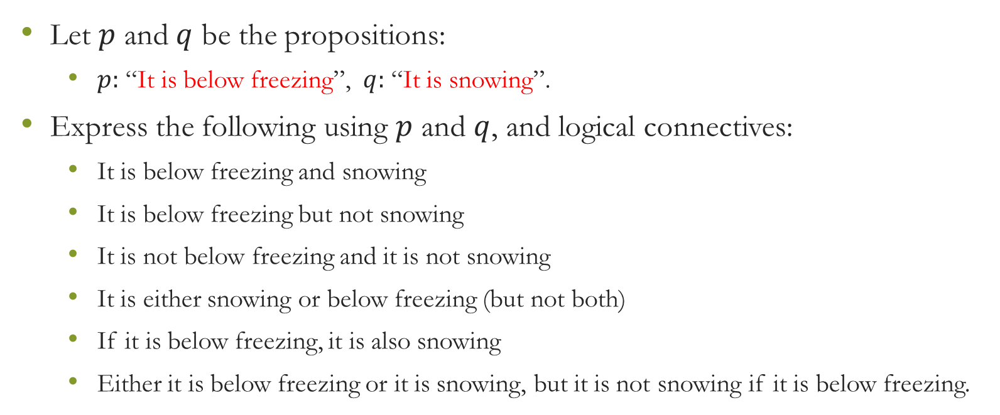 • Let p and q be the propositions:
• p: “It is below freezing”, q: “It is snowing”.
• Express the following using p and q, and logical connectives:
• It is below freezing and snowing
• It is below freezing but not snowing
• It is not below freezing and it is not snowing
• It is either snowing or below freezing (but not both)
• If it is below freezing, it is also snowing
• Either it is below freezing or it is snowing, but it is not snowing if it is below freezing.